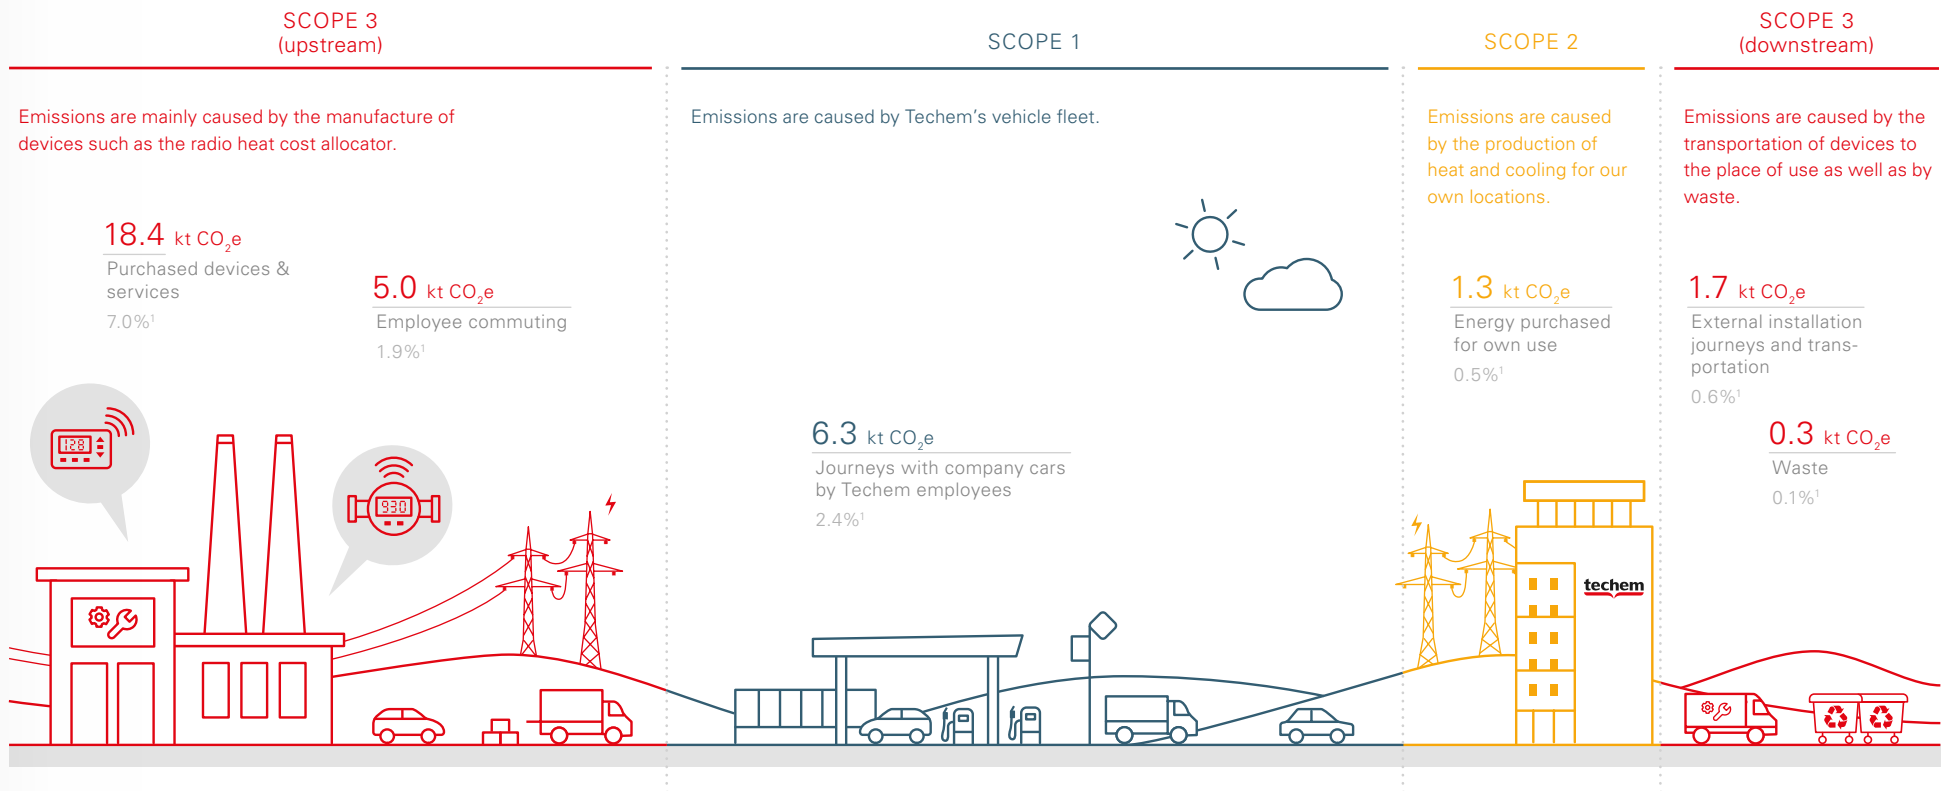 SCOPE 3
(upstream)
Emissions are mainly caused by the manufacture of
devices such as the radio heat cost allocator.
18.4 kt CO₂e
Purchased devices &
services
7.0%¹
5.0 kt CO₂e
Employee commuting
1.9%¹
128
930
SCOPE 1
Emissions are caused by Techem’s vehicle fleet.
6.3 kt CO₂e
Journeys with company cars
by Techem employees
2.4%¹
SCOPE 2
Emissions are caused
by the production of
heat and cooling for our
own locations.
1.3 kt CO₂e
Energy purchased
for own use
0.5%¹
techem
SCOPE 3
(downstream)
Emissions are caused by the
transportation of devices to
the place of use as well as by
waste.
1.7 kt CO₂e
External installation
journeys and trans-
portation
0.6%¹
0.3 kt CO₂e
Waste
0.1%¹